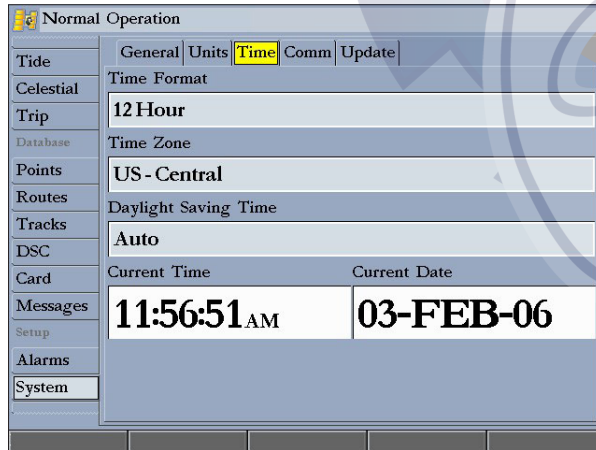 Normal Operation
General Units Time Comm Update
Tide
Celestial
Trip
Database
Points
Routes
Tracks
DSC
Card
Messages
Setup
Alarms
System
Time Format
12 Hour
Time Zone
US - Central
Daylight Saving Time
Auto
Current Time Current Date
11:56:51 AM 03-FEB-06